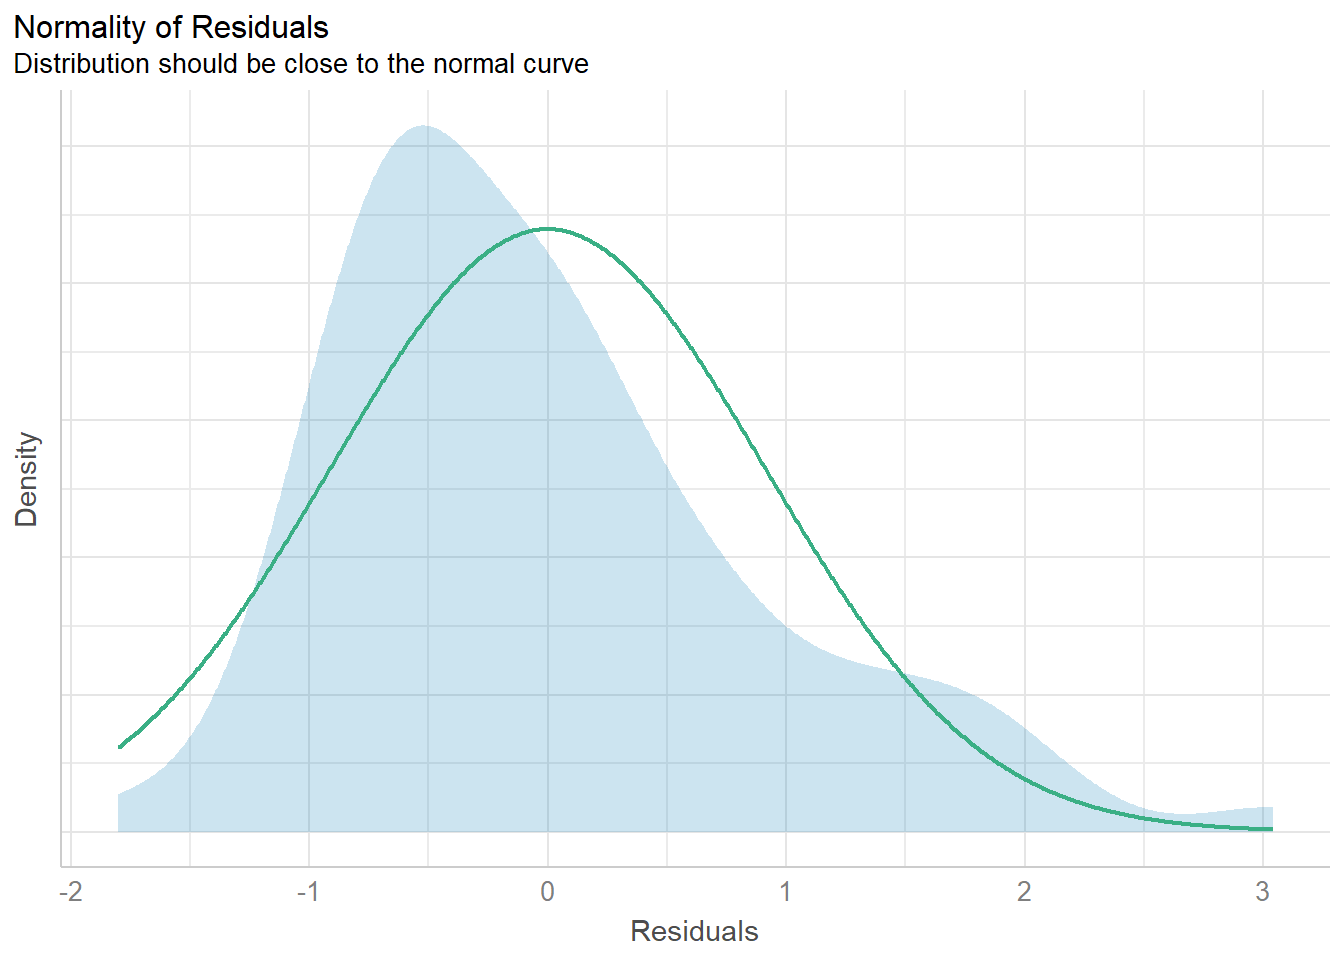 Normality of Residuals
Distribution should be close to the normal curve
Density
-2 -1 0 1 2 3
Residuals